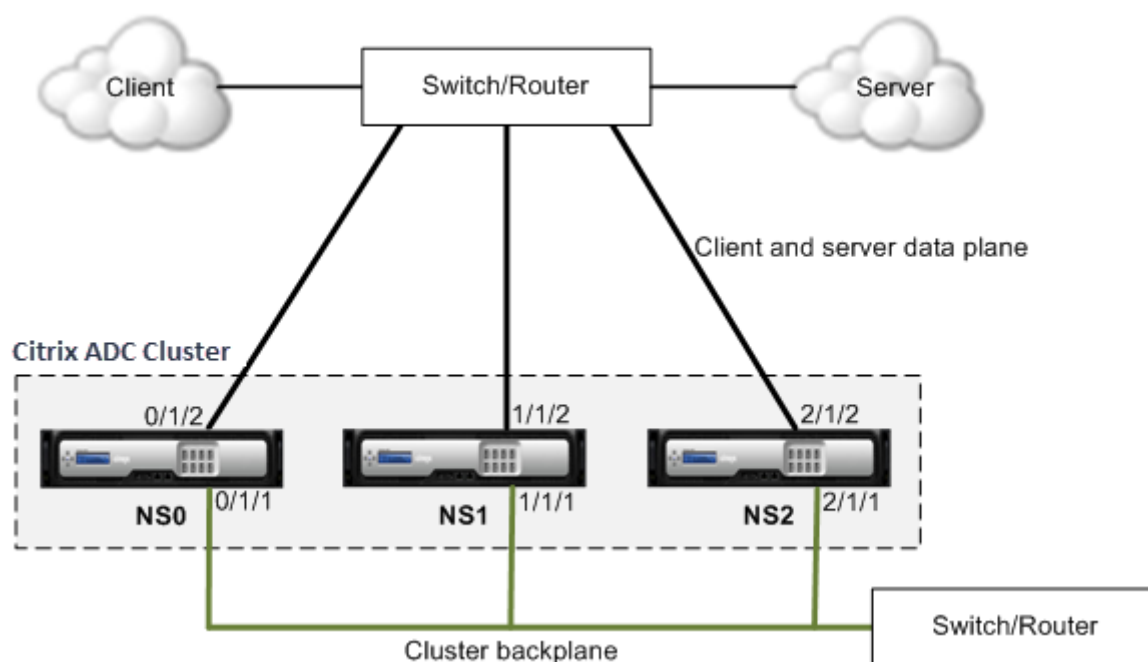 Client
Switch/Router
Server
Client and server data plane
Citrix ADC Cluster
0/1/2
1/1/2
2/1/2
0/1/1
1/1/1
2/1/1
NS0
NS1
NS2
Switch/Router
Cluster backplane